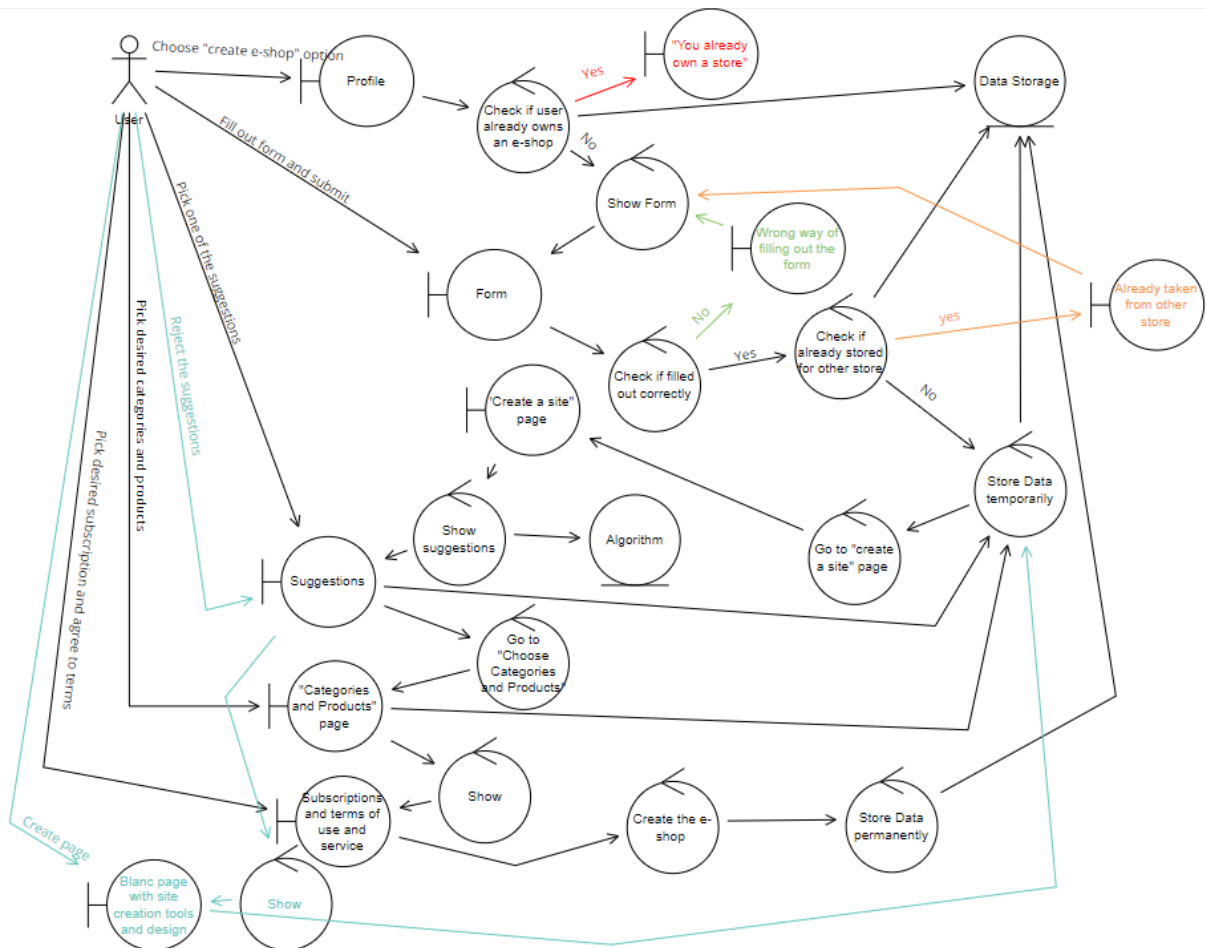 Choose "create e-shop" option
User
Profile
"You already
own a store"
Yes
Check if user
already owns
an e-shop
Data Storage
No
Fill out form and submit
Show Form
Pick one of the suggestions
Wrong way of
filling out the
form
Form
Already taken
from other
store
No
yes
Check if
already stored
for other store
Yes
Check if filled
out correctly
Pick desired categories and products
Reject the suggestions
"Create a site"
page
No
Pick desired subscription and agree to terms
Store Data
temporarily
Show
suggestions
Algorithm
Go to "create
a site" page
Suggestions
Go to
"Choose
Categories
and Products"
"Categories
and Products"
page
Show
Subscriptions
and terms of
use and
service
Create the e-
shop
Store Data
permanently
Create page
Blanc page
with site
creation tools
and design
Show